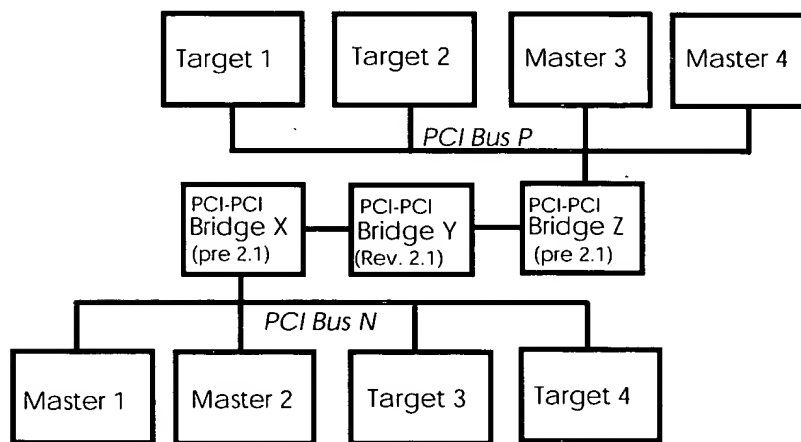 Target 1
Target 2
Master 3
Master 4
PCI Bus P
PCI-PCI
Bridge X
(pre 2.1)
PCI-PCI
Bridge Y
(Rev. 2.1)
PCI-PCI
Bridge Z
(pre 2.1)
PCI Bus N
Master 1
Master 2
Target 3
Target 4